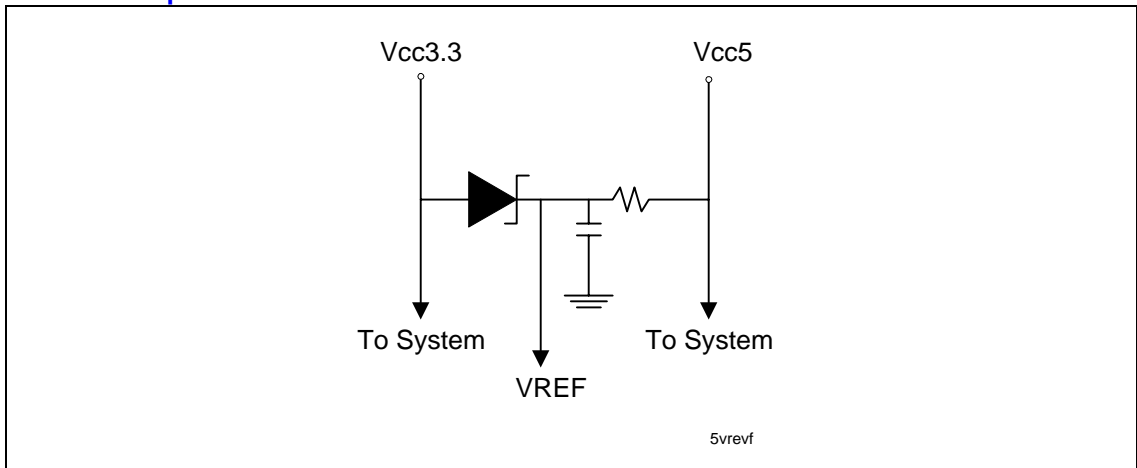 Vcc3.3
Vcc5
To System
To System
VREF
5vrevf